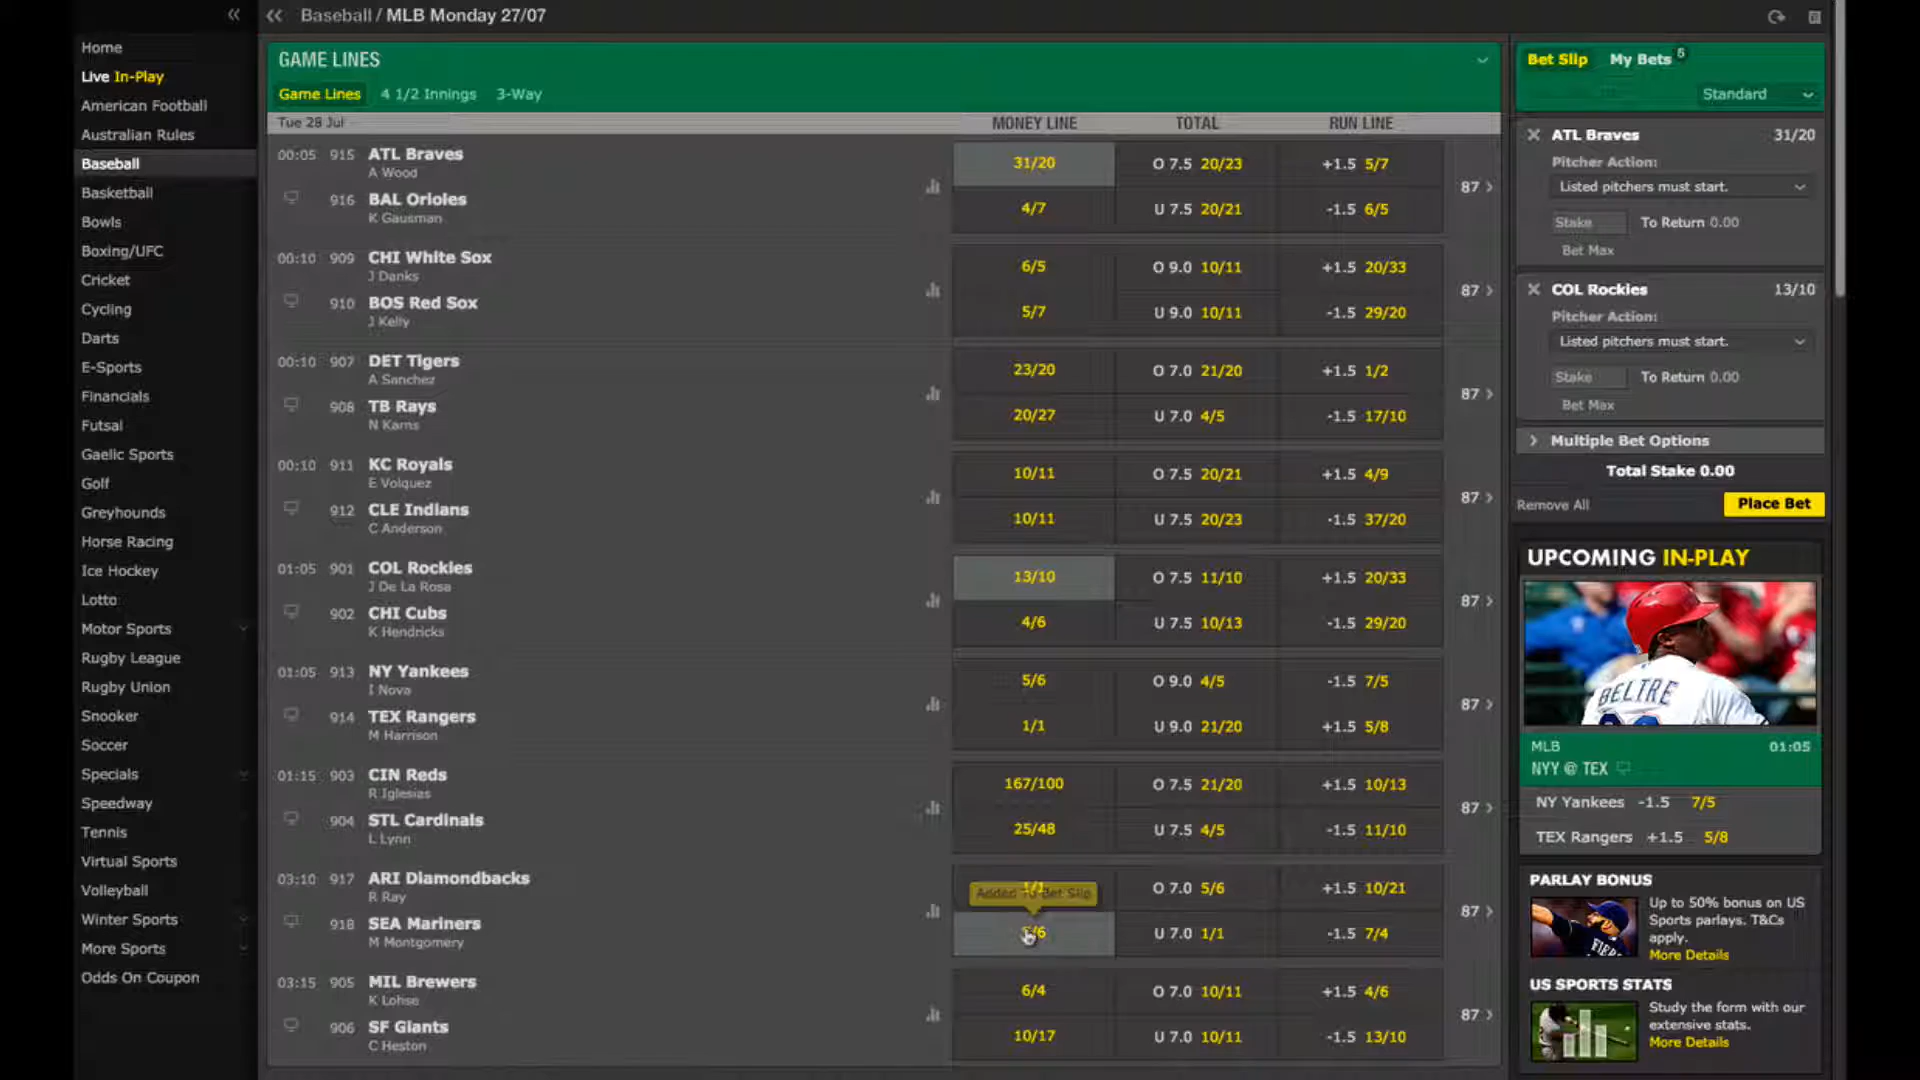 Baseball / MLB Monday 27/07
Home
Live In-Play
American Football
Australian Rules
Baseball
Basketball
Bowls
Boxing/UFC
Cricket
Cycling
Darts
E-Sports
Financials
Futsal
Gaelic Sports
Golf
Greyhounds
Horse Racing
Ice Hockey
Lotto
Motor Sports
Rugby League
Rugby Union
Snooker
Soccer
Specials
Speedway
Tennis
Virtual Sports
Volleyball
Winter Sports
More Sports
Odds On Coupon
GAME LINES
Game Lines 4 1/2 Innings 3-Way
Tue 28 Jul MONEY LINE TOTAL RUN LINE
00:05 915 ATL Braves 31/20 O 7.5 20/23 +1.5 5/7
A Wood
87
916 BAL Orioles 4/7 U 7.5 20/21 -1.5 6/5
K Gausman
00:10 909 CHI White Sox 6/5 O 9.0 10/11 +1.5 20/33
J Danks
87
910 BOS Red Sox 5/7 U 9.0 10/11 -1.5 29/20
J Kelly
00:10 907 DET Tigers 23/20 O 7.0 21/20 +1.5 1/2
A Sanchez
87
908 TB Rays 20/27 U 7.0 4/5 -1.5 17/10
N Karns
00:10 911 KC Royals 10/11 O 7.5 20/21 +1.5 4/9
E Volquez
87
912 CLE Indians 10/11 U 7.5 20/23 -1.5 37/20
C Anderson
01:05 901 COL Rockies 13/10 O 7.5 11/10 +1.5 20/33
J De La Rosa
87
902 CHI Cubs 4/6 U 7.5 10/13 -1.5 29/20
K Hendricks
01:05 913 NY Yankees 5/6 O 9.0 4/5 -1.5 7/5
I Nova
87
914 TEX Rangers 1/1 U 9.0 21/20 +1.5 5/8
M Harrison
01:15 903 CIN Reds 167/100 O 7.5 21/20 +1.5 10/13
R Iglesias
87
904 STL Cardinals 25/48 U 7.5 4/5 -1.5 11/10
L Lynn
03:10 917 ARI Diamondbacks O 7.0 5/6 +1.5 10/21
R Ray
Added To Bet Slip
87
918 SEA Mariners U 7.0 1/1 -1.5 7/4
M Montgomery
03:15 905 MIL Brewers 6/4 O 7.0 10/11 +1.5 4/6
K Lohse
87
906 SF Giants 10/17 U 7.0 10/11 -1.5 13/10
C Heston
Bet Slip My Bets 5
Standard
ATL Braves 31/20
Pitcher Action:
Listed pitchers must start.
Stake To Return 0.00
Bet Max
COL Rockies 13/10
Pitcher Action:
Listed pitchers must start.
Stake To Return 0.00
Bet Max
Multiple Bet Options
Total Stake 0.00
Remove All Place Bet
UPCOMING IN-PLAY
BELTRE
MLB 01:05
NYY @ TEX
NY Yankees -1.5 7/5
TEX Rangers +1.5 5/8
PARLAY BONUS
Up to 50% bonus on US
Sports parlays. T&Cs
apply.
More Details
US SPORTS STATS
Study the form with our
extensive stats.
More Details